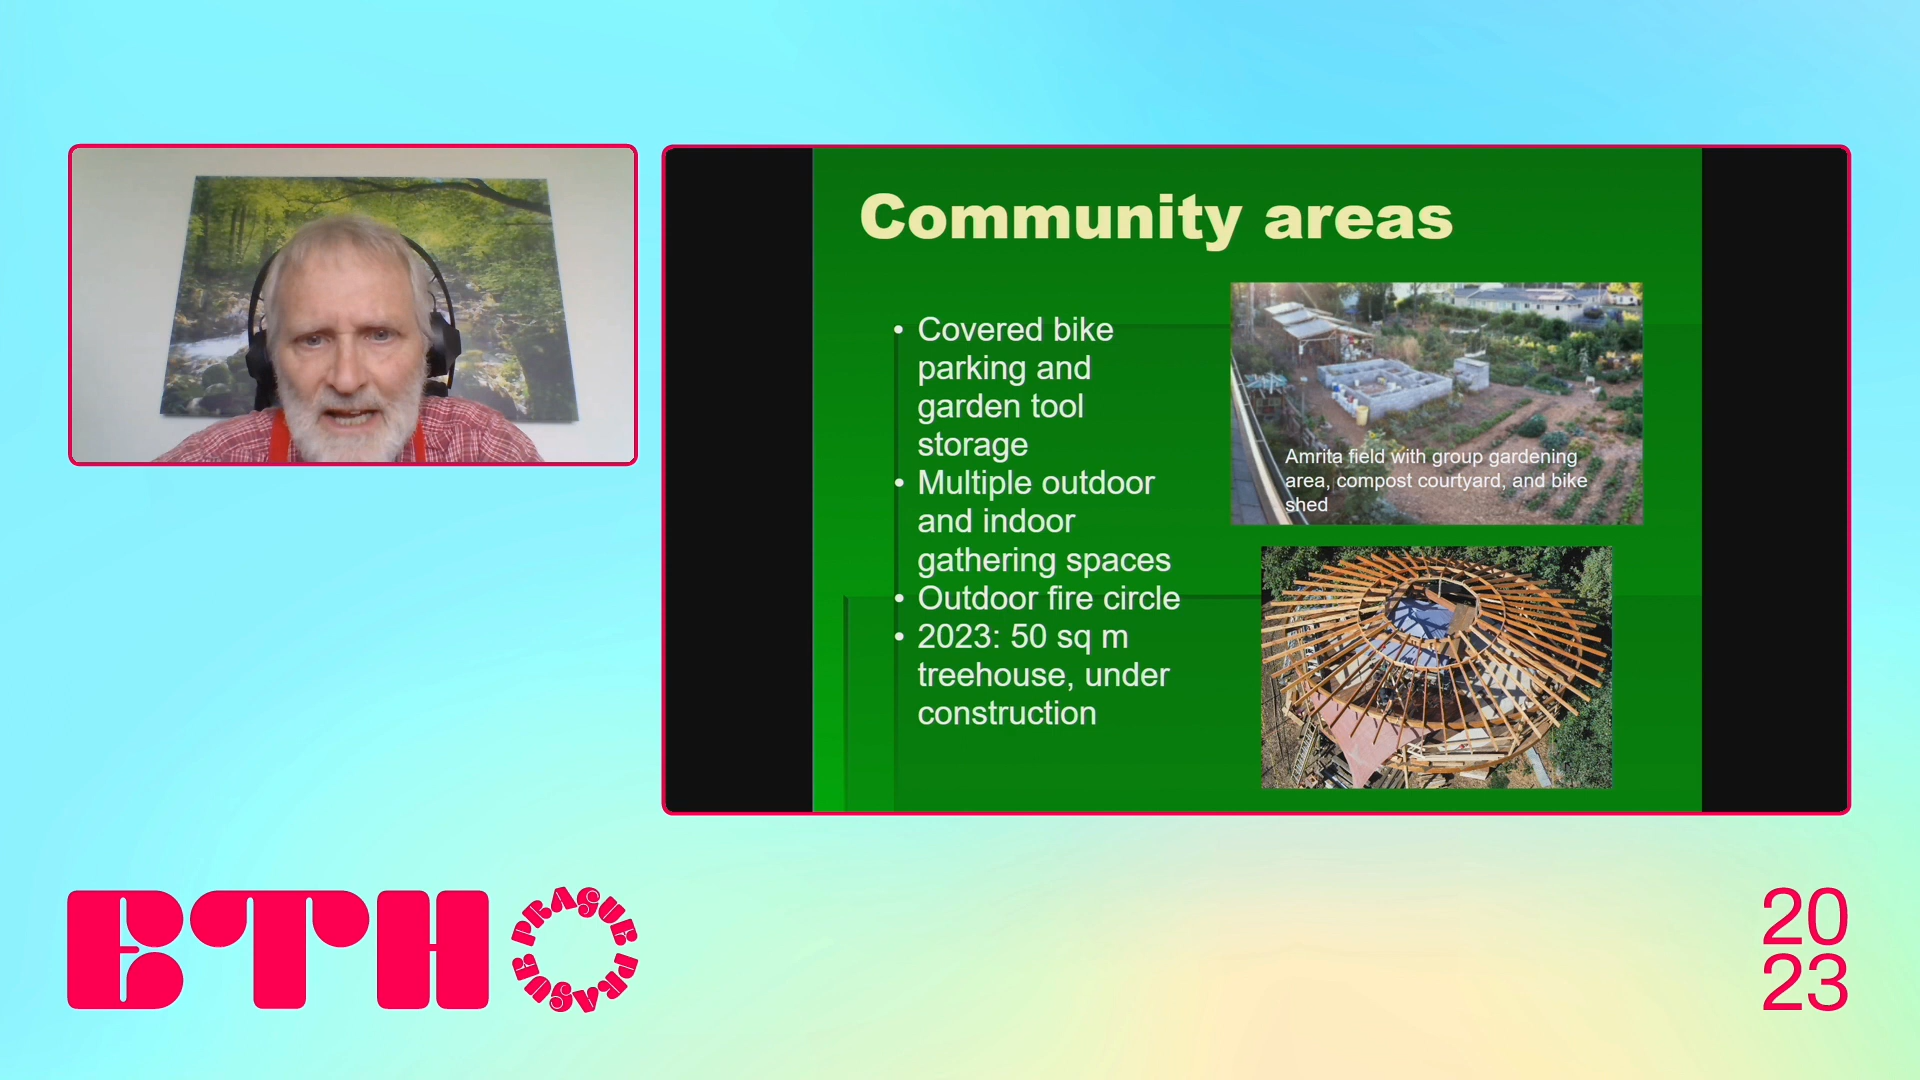 Community areas
• Covered bike
parking and
garden tool
storage
• Multiple outdoor
and indoor
gathering spaces
• Outdoor fire circle
• 2023: 50 sq m
treehouse, under
construction
Amrita field with group gardening
area, compost courtyard, and bike
shed
ETH
PRAGUE PRAGUE
20
23